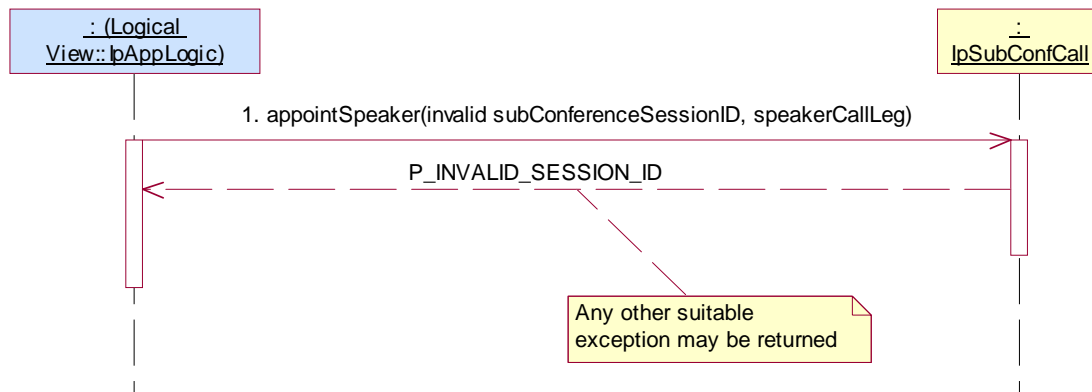 : (Logical
View::IpAppLogic)
:
IpSubConfCall
1. appointSpeaker(invalid subConferenceSessionID, speakerCallLeg)
P_INVALID_SESSION_ID
Any other suitable
exception may be returned